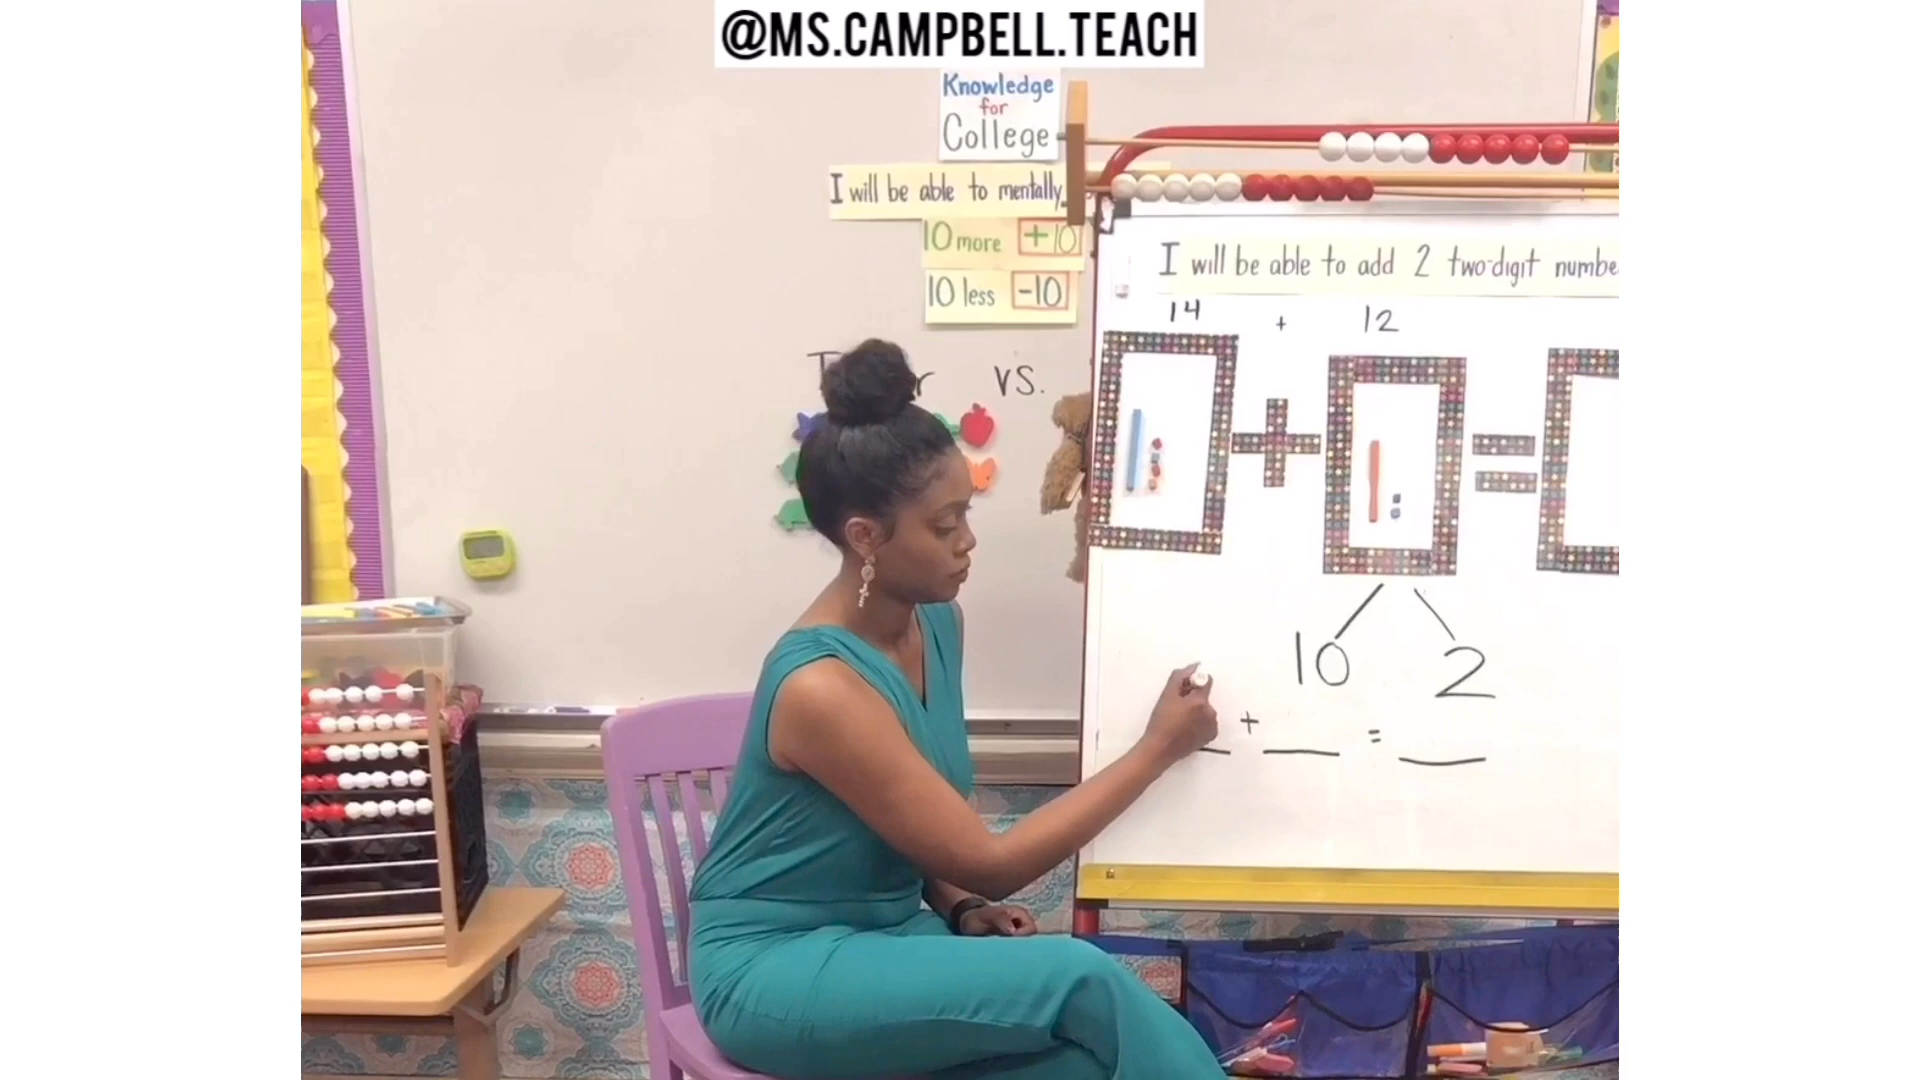 @MS.CAMPBELL.TEACH
Knowledge
for
College
I will be able to mentally
10 more +10
10 less -10
vs.
I will be able to add 2 two-digit
14 + 12
10 2
+ =